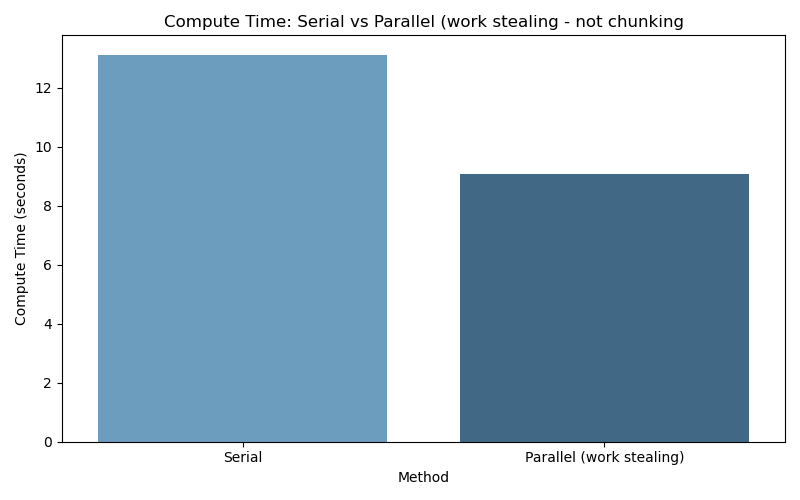 Compute Time: Serial vs Parallel (work stealing - not chunking
Compute Time (seconds)
12
10
8
6
4
2
0
Serial
Parallel (work stealing)
Method